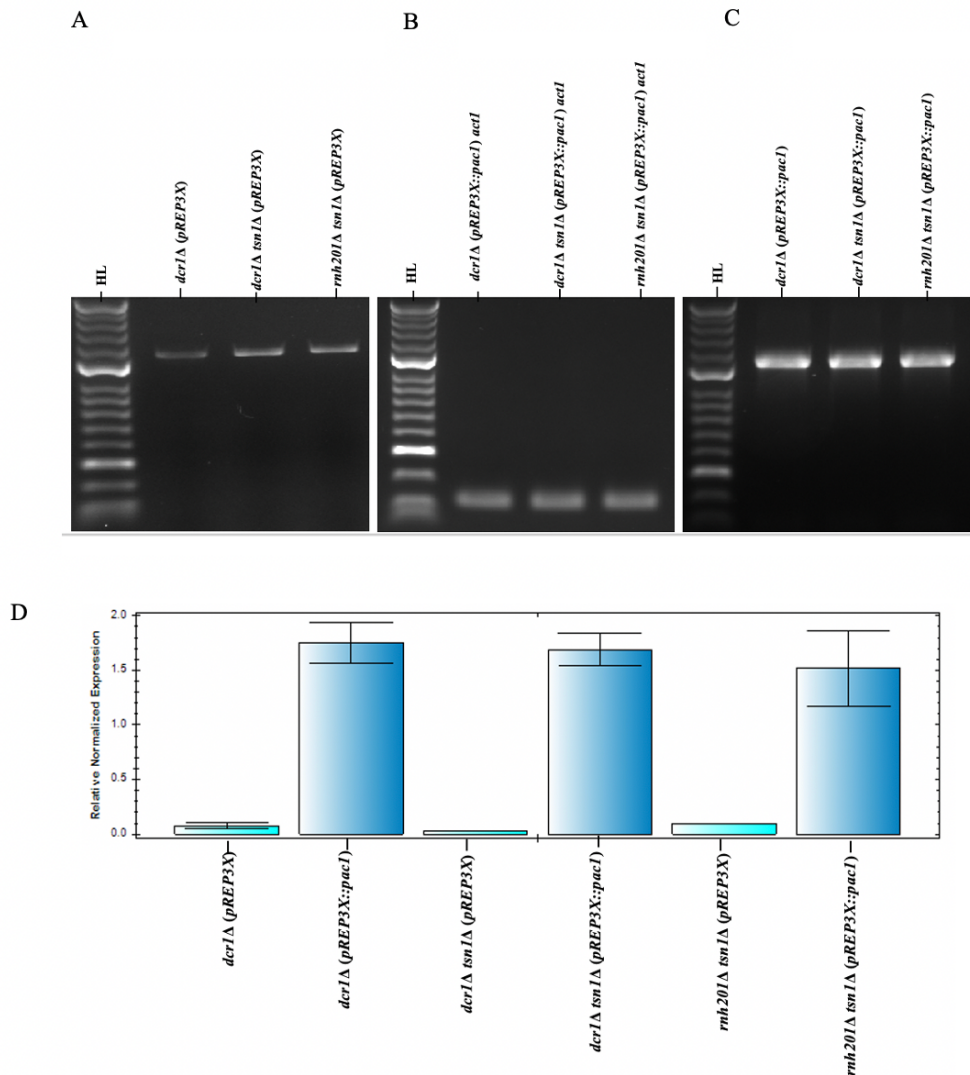 A
B
C
HL
dcr1Δ (pREP3X)
dcr1Δ tsn1Δ (pREP3X)
rnh201Δ tsn1Δ (pREP3X)
HL
dcr1Δ (pREP3X::pac1) act1
dcr1Δ tsn1Δ (pREP3X::pac1) act1
rnh201Δ tsn1Δ (pREP3X::pac1) act1
HL
dcr1Δ (pREP3X::pac1)
dcr1Δ tsn1Δ (pREP3X::pac1)
rnh201Δ tsn1Δ (pREP3X::pac1)
D
Relative Normalized Expression
2.0
1.5
1.0
0.5
0.0
dcr1Δ (pREP3X)
dcr1Δ (pREP3X::pac1)
dcr1Δ tsn1Δ (pREP3X)
dcr1Δ tsn1Δ (pREP3X::pac1)
rnh201Δ tsn1Δ (pREP3X)
rnh201Δ tsn1Δ (pREP3X::pac1)